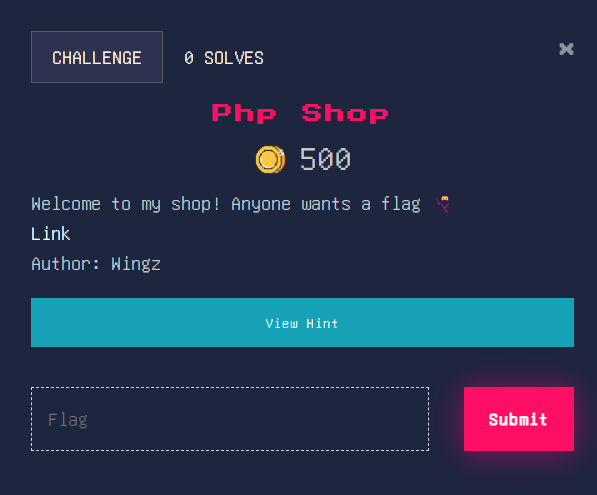 CHALLENGE
0 SOLVES
Php Shop
500
Welcome to my shop! Anyone wants a flag
Link
Author: Wingz
View Hint
Flag
Submit